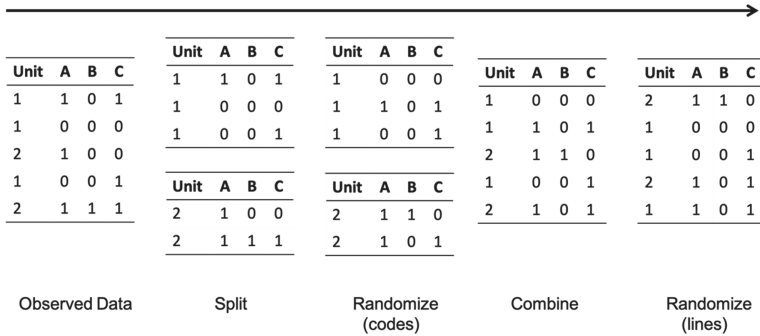 Unit A B C
1 1 0 1
1 0 0 0
2 1 0 0
1 0 0 1
2 1 1 1
Observed Data
Unit A B C
1 1 0 1
1 0 0 0
1 0 0 1
Unit A B C
2 1 0 0
2 1 1 1
Split
Unit A B C
1 0 0 0
1 1 0 1
1 0 0 1
Unit A B C
2 1 1 0
2 1 0 1
Randomize
(codes)
Unit A B C
1 0 0 0
1 1 0 1
2 1 1 0
1 0 0 1
2 1 0 1
Combine
Unit A B C
2 1 1 0
1 0 0 0
1 0 0 1
2 1 0 1
1 1 0 1
Randomize
(lines)